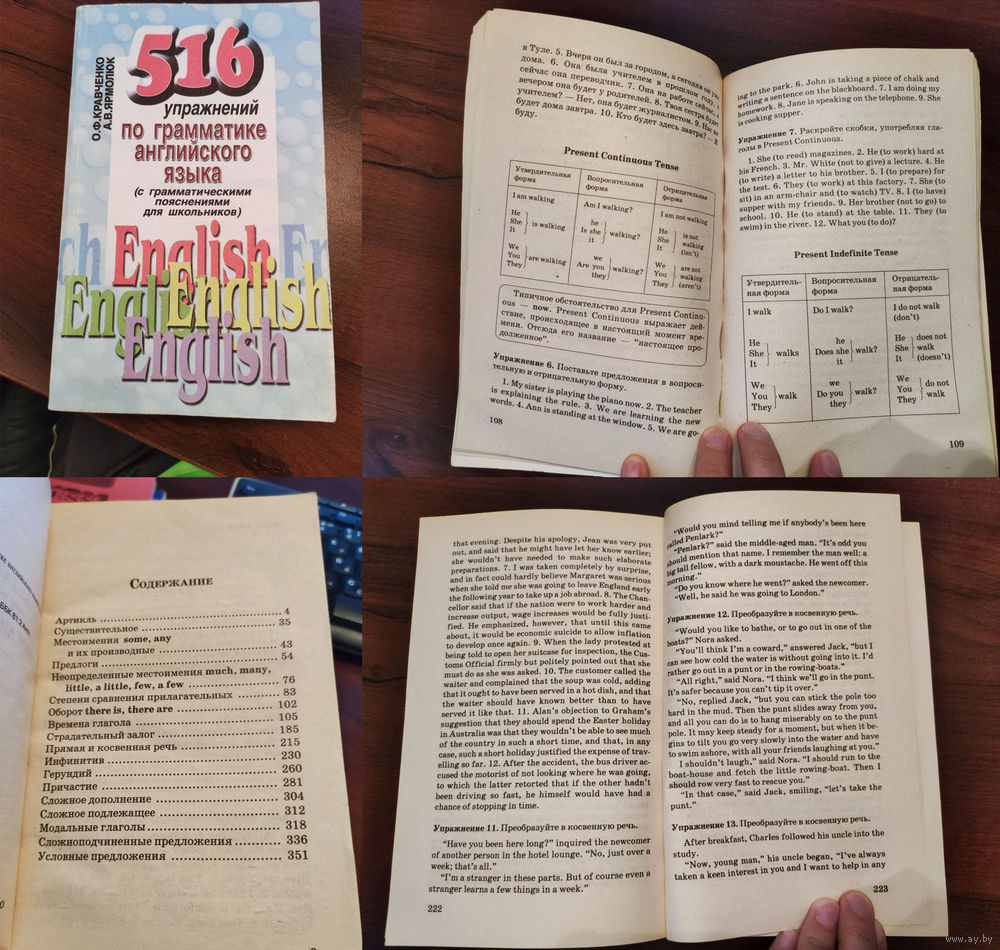 О.Ф.КРАВЧЕНКО
А.В.ЯРМОЛЮК
516
упражнений
по грамматике
английского
языка
(с грамматическими
пояснениями
для школьников)
English
English
English
English
в Туле. 5. Вчера он был за городом, а сегодня он уже
дома. 6. Она была учителем в прошлом году, а
сейчас она переводчик. 7. Она на работе сейчас, а
вечером она будет у родителей. 8. Твоя сестра будет
учителем? — Нет, она будет журналистом. 9. Нас не
будет дома завтра. 10. Кто будет здесь завтра? — Я
буду.
Present Continuous Tense
Утвердительная форма
Вопросительная форма
Отрицательная форма
I am walking
Am I walking?
I am not walking
He She It is walking
Is he she it walking?
He She It is not walking (isn't)
We You They are walking
Are we you they walking?
We You They are not walking (aren't)
Типичное обстоятельство для Present Continu-
ous — now. Present Continuous выражает дей-
ствие, происходящее в настоящий момент вре-
мени. Отсюда его название — "настоящее про-
долженное".
Упражнение 6. Поставьте предложения в вопроси-
тельную и отрицательную форму.
1. My sister is playing the piano now. 2. The teacher
is explaining the rule. 3. We are learning the new
words. 4. Ann is standing at the window. 5. We are go-
108
ing to the park. 6. John is taking a piece of chalk and
writing a sentence on the blackboard. 7. I am doing my
homework. 8. Jane is speaking on the telephone. 9. She
is cooking supper.
Упражнение 7. Раскройте скобки, употребляя гла-
голы в Present Continuous.
1. She (to read) magazines. 2. He (to work) hard at
his French. 3. Mr. White (not to give) a lecture. 4. He
(to write) a letter to his brother. 5. I (to prepare) for
the test. 6. They (to work) at this factory. 7. She (to
sit) in an arm-chair and (to watch) TV. 8. I (to have)
supper with my friends. 9. Her brother (not to go) to
school. 10. He (to stand) at the table. 11. They (to
swim) in the river. 12. What you (to do)?
Present Indefinite Tense
Утвердитель-ная форма
Вопросительная форма
Отрицатель-ная форма
I walk
Do I walk?
I do not walk (don't)
He She It walks
Does he she it walk?
He She It does not walk (doesn't)
We You They walk
Do we you they walk?
We You They do not walk
109
ББК 81.2 Англ
СОДЕРЖАНИЕ
Артикль 4
Существительное 35
Местоимения some, any
и их производные 43
Предлоги 54
Неопределенные местоимения much, many,
little, a little, few, a few 76
Степени сравнения прилагательных 83
Оборот there is, there are 102
Времена глагола 105
Страдательный залог 185
Прямая и косвенная речь 215
Инфинитив 230
Герундий 260
Причастие 281
Сложное дополнение 304
Сложное подлежащее 312
Модальные глаголы 318
Сложноподчиненные предложения 336
Условные предложения 351
that evening. Despite his apology, Jean was very put
out, and said that he might have let her know earlier;
she wouldn't have needed to make such elaborate
preparations. 7. I was taken completely by surprise,
and in fact could hardly believe Margaret was serious
when she told me she was going to leave England early
the following year to take up a job abroad. 8. The Chan-
cellor said that if the nation were to work harder and
increase output, wage increases would be fully justi-
fied. He emphasized, however, that until this came
about, it would be economic suicide to allow inflation
to develop once again. 9. When the lady protested at
being told to open her suitcase for inspection, the Cus-
toms Official firmly but politely pointed out that she
must do as she was asked. 10. The customer called the
waiter and complained that the soup was cold, adding
that it ought to have been served in a hot dish, and that
the waiter should have known better than to have
served it like that. 11. Alan's objection to Graham's
suggestion that they should spend the Easter holiday
in Australia was that they wouldn't be able to see much
of the country in such a short time, and that, in any
case, such a short holiday justified the expense of trav-
elling so far. 12. After the accident, the bus driver ac-
cused the motorist of not looking where he was going,
to which the latter retorted that if the other hadn't
been driving so fast, he himself would have had a
chance of stopping in time.
Упражнение 11. Преобразуйте в косвенную речь.
"Have you been here long?" inquired the newcomer
of another person in the hotel lounge. "No, just over a
week; that's all."
"I'm a stranger in these parts. But of course even a
stranger learns a few things in a week."
222
"Would you mind telling me if anybody's been here
called Penlark?"
"Penlark?" said the middle-aged man. "It's odd you
should mention that name. I remember the man well: a
big tall fellow, with a dark moustache. He went off this
morning."
"Do you know where he went?" asked the newcomer.
"Well, he said he was going to London."
Упражнение 12. Преобразуйте в косвенную речь.
"Would you like to bathe, or to go out in one of the
boats?" Nora asked.
"You'll think I'm a coward," answered Jack, "but I
can see how cold the water is without going into it. I'd
rather go out in a punt or in the rowing-boats."
"All right," said Nora. "I think we'll go in the punt.
It's safer because you can't tip it over."
"No, replied Jack, "but you can stick the pole too
hard in the mud. Then the punt slides away from you,
and all you can do is to hang miserably on to the punt
pole. It may keep steady for a moment, but when it be-
gins to tilt you go very slowly into the water and have
to swim ashore, with all your friends laughing at you."
I shouldn't laugh," said Nora. "I should run to the
boat-house and fetch the little rowing-boat. Then I
should row very fast to rescue you."
"In that case," said Jack, smiling, "let's take the
punt."
Упражнение 13. Преобразуйте в косвенную речь.
After breakfast, Charles followed his uncle into the
study.
"Now, young man," his uncle began, "I've always
taken a keen interest in you and I want to help in any
223
www.ay.by